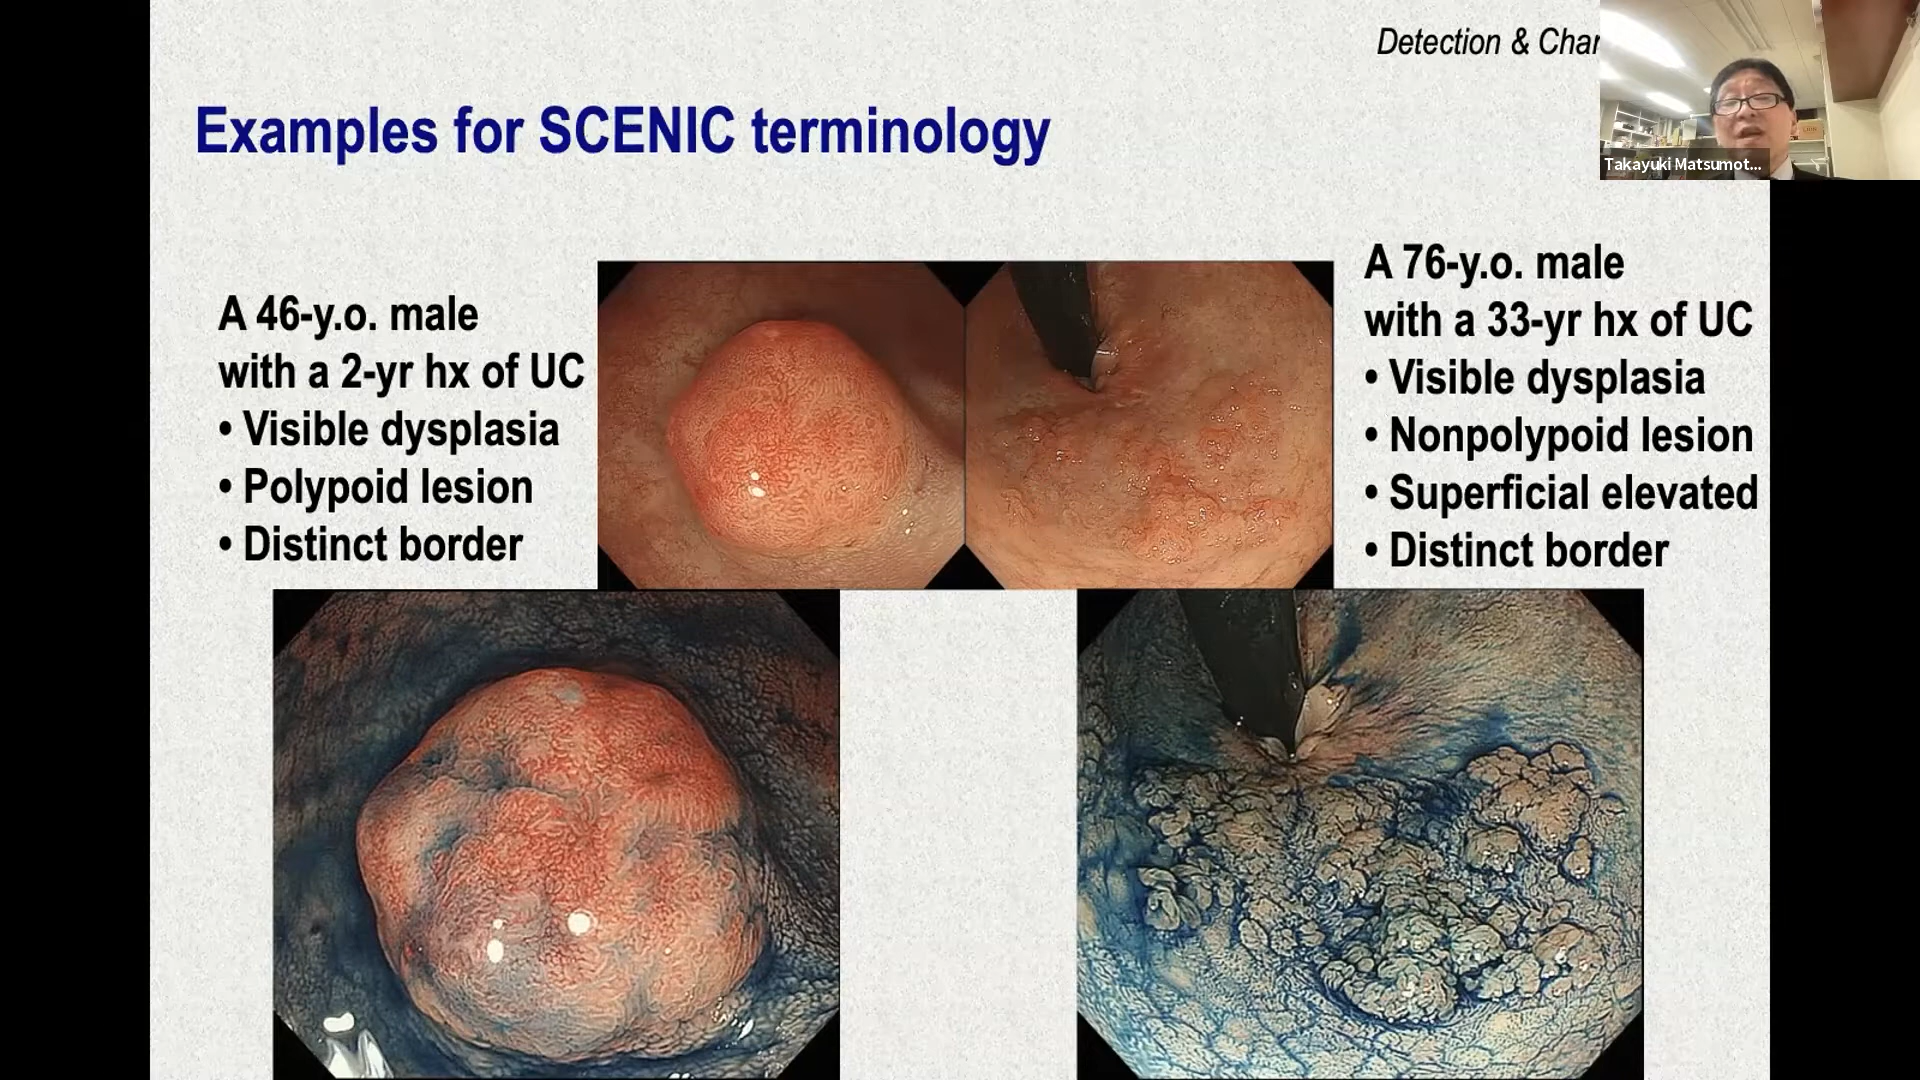 Detection & Char
Examples for SCENIC terminology
A 46-y.o. male
with a 2-yr hx of UC
• Visible dysplasia
• Polypoid lesion
• Distinct border
A 76-y.o. male
with a 33-yr hx of UC
• Visible dysplasia
• Nonpolypoid lesion
• Superficial elevated
• Distinct border
Takayuki Matsumot...